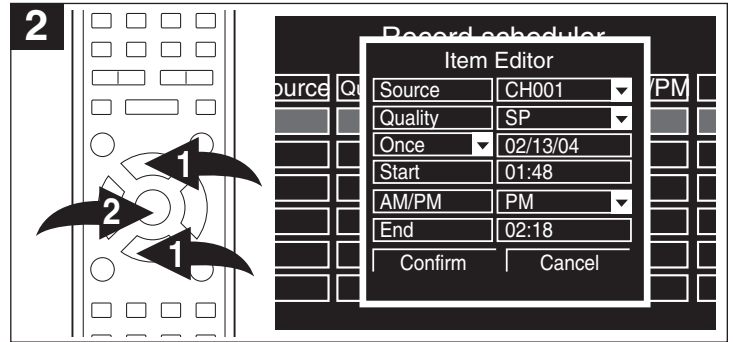 2
Record scheduler
Item Editor
ource Qu /PM
Source CH001
Quality SP
Once 02/13/04
Start 01:48
AM/PM PM
End 02:18
Confirm Cancel
1
2
1